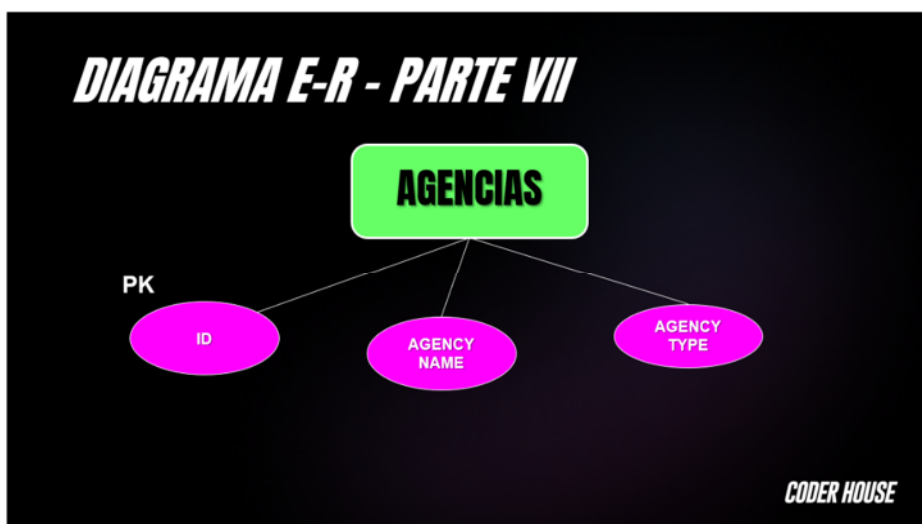 DIAGRAMA E-R - PARTE VII
AGENCIAS
PK
ID
AGENCY
NAME
AGENCY
TYPE
CODER HOUSE